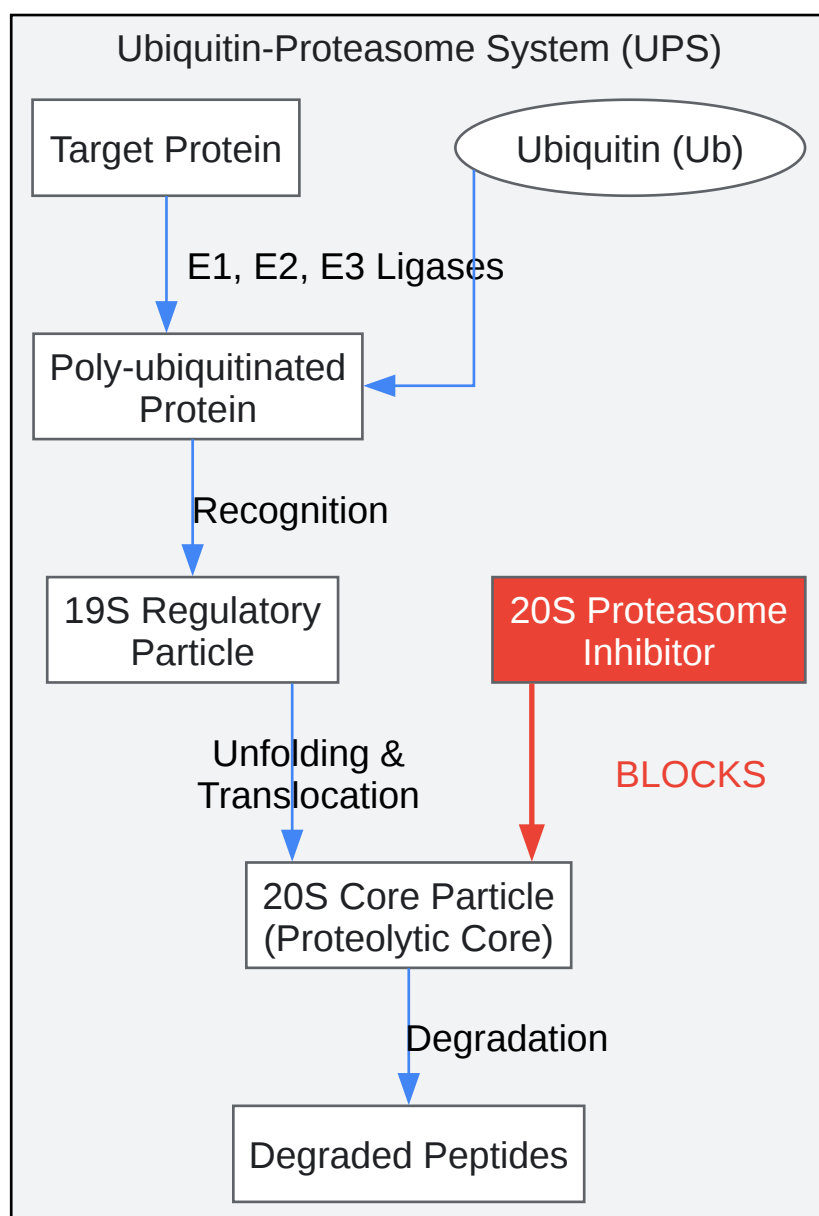 Ubiquitin-Proteasome System (UPS)
Target Protein
Ubiquitin (Ub)
E1, E2, E3 Ligases
Poly-ubiquitinated
Protein
Recognition
19S Regulatory
Particle
20S Proteasome
Inhibitor
Unfolding &
Translocation
BLOCKS
20S Core Particle
(Proteolytic Core)
Degradation
Degraded Peptides